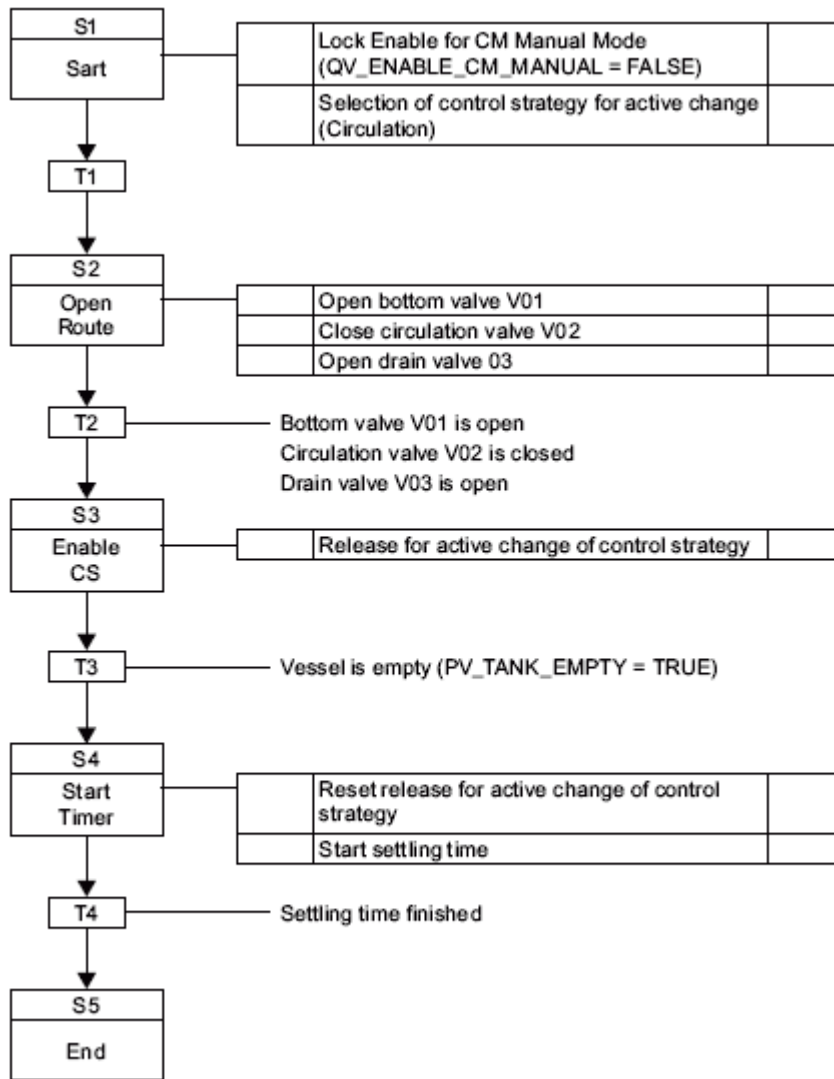 S1
Sart
Lock Enable for CM Manual Mode
(QV_ENABLE_CM_MANUAL = FALSE)
Selection of control strategy for active change
(Circulation)
T1
S2
Open
Route
Open bottom valve V01
Close circulation valve V02
Open drain valve 03
T2
Bottom valve V01 is open
Circulation valve V02 is closed
Drain valve V03 is open
S3
Enable
CS
Release for active change of control strategy
T3
Vessel is empty (PV_TANK_EMPTY = TRUE)
S4
Start
Timer
Reset release for active change of control
strategy
Start settling time
T4
Settling time finished
S5
End